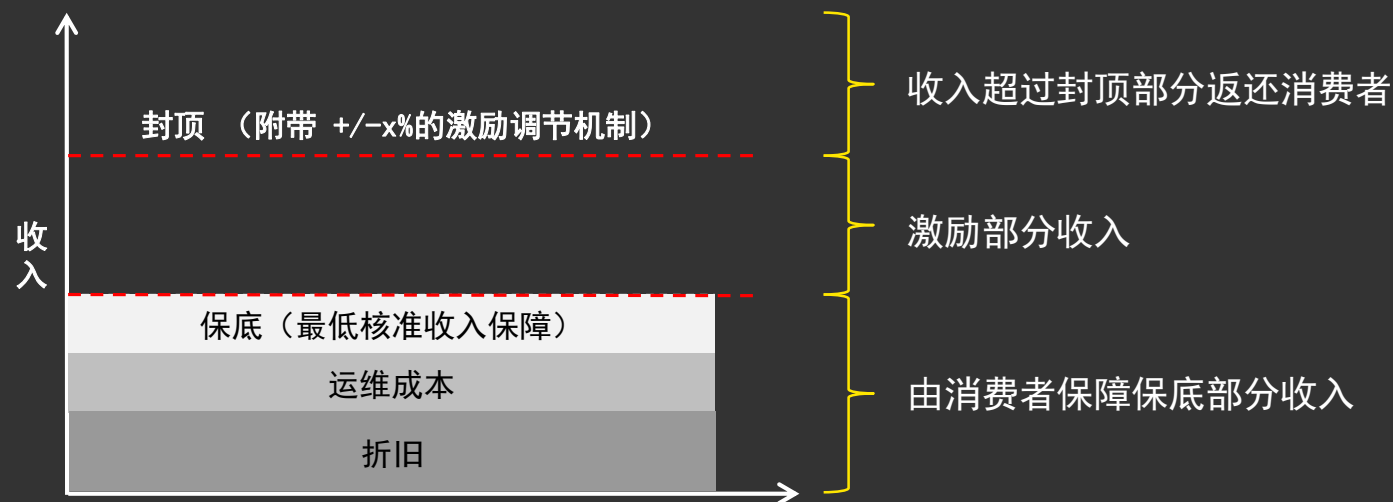 收入超过封顶部分返还消费者
封顶 （附带 +/-x%的激励调节机制）
收入
激励部分收入
保底（最低核准收入保障）
运维成本
由消费者保障保底部分收入
折旧